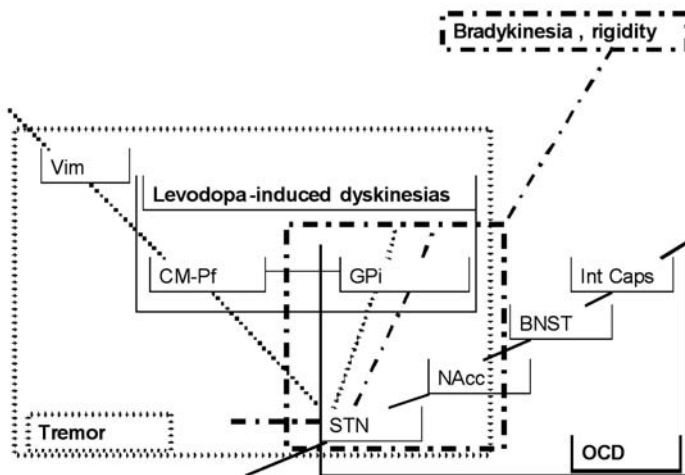 Bradykinesia , rigidity
Vim
Levodopa-induced dyskinesias
CM-Pf
GPi
Int Caps
BNST
NAcc
STN
Tremor
OCD